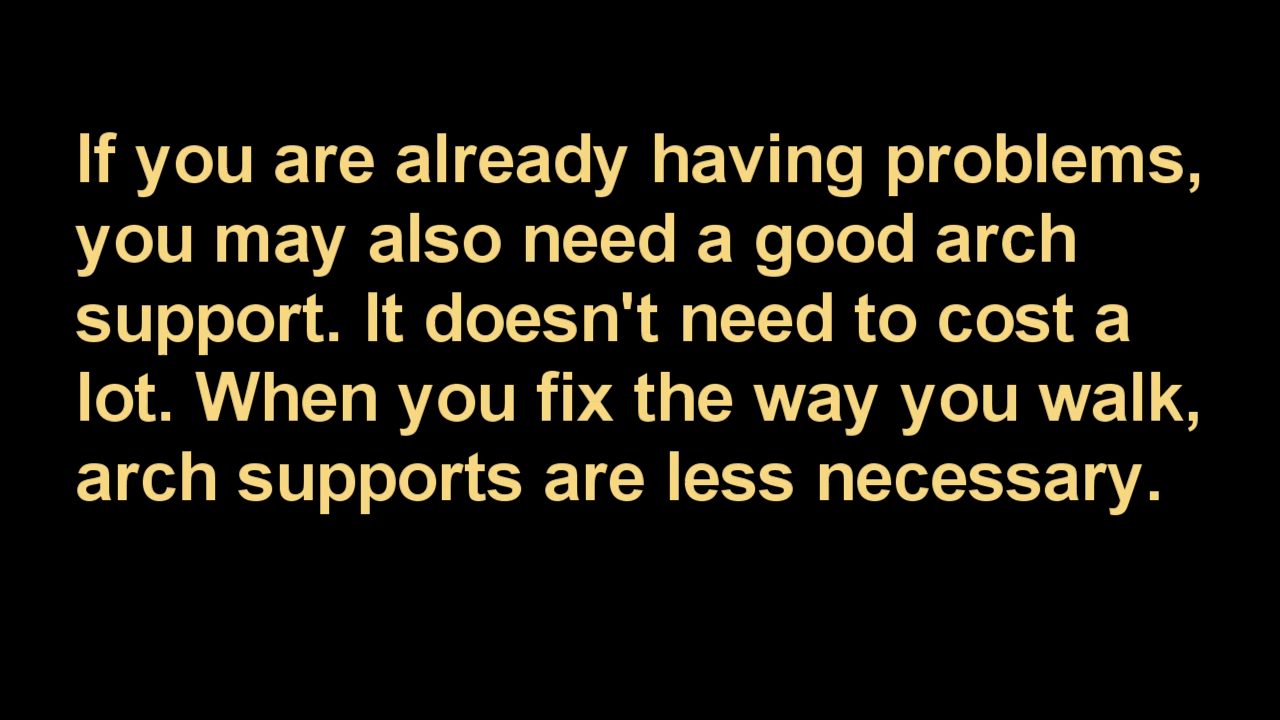 If you are already having problems,
you may also need a good arch
support. It doesn't need to cost a
lot. When you fix the way you walk,
arch supports are less necessary.